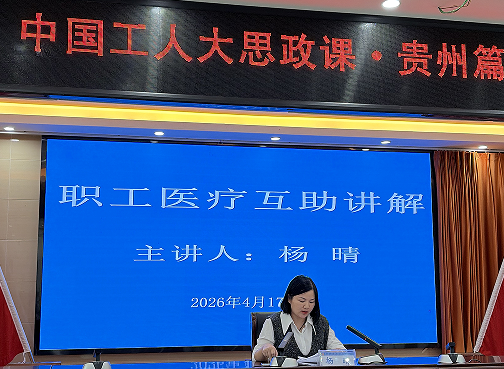 中国工人大思政课·贵州篇
职工医疗互助讲解
主讲人：杨 晴
2026年4月17
杨